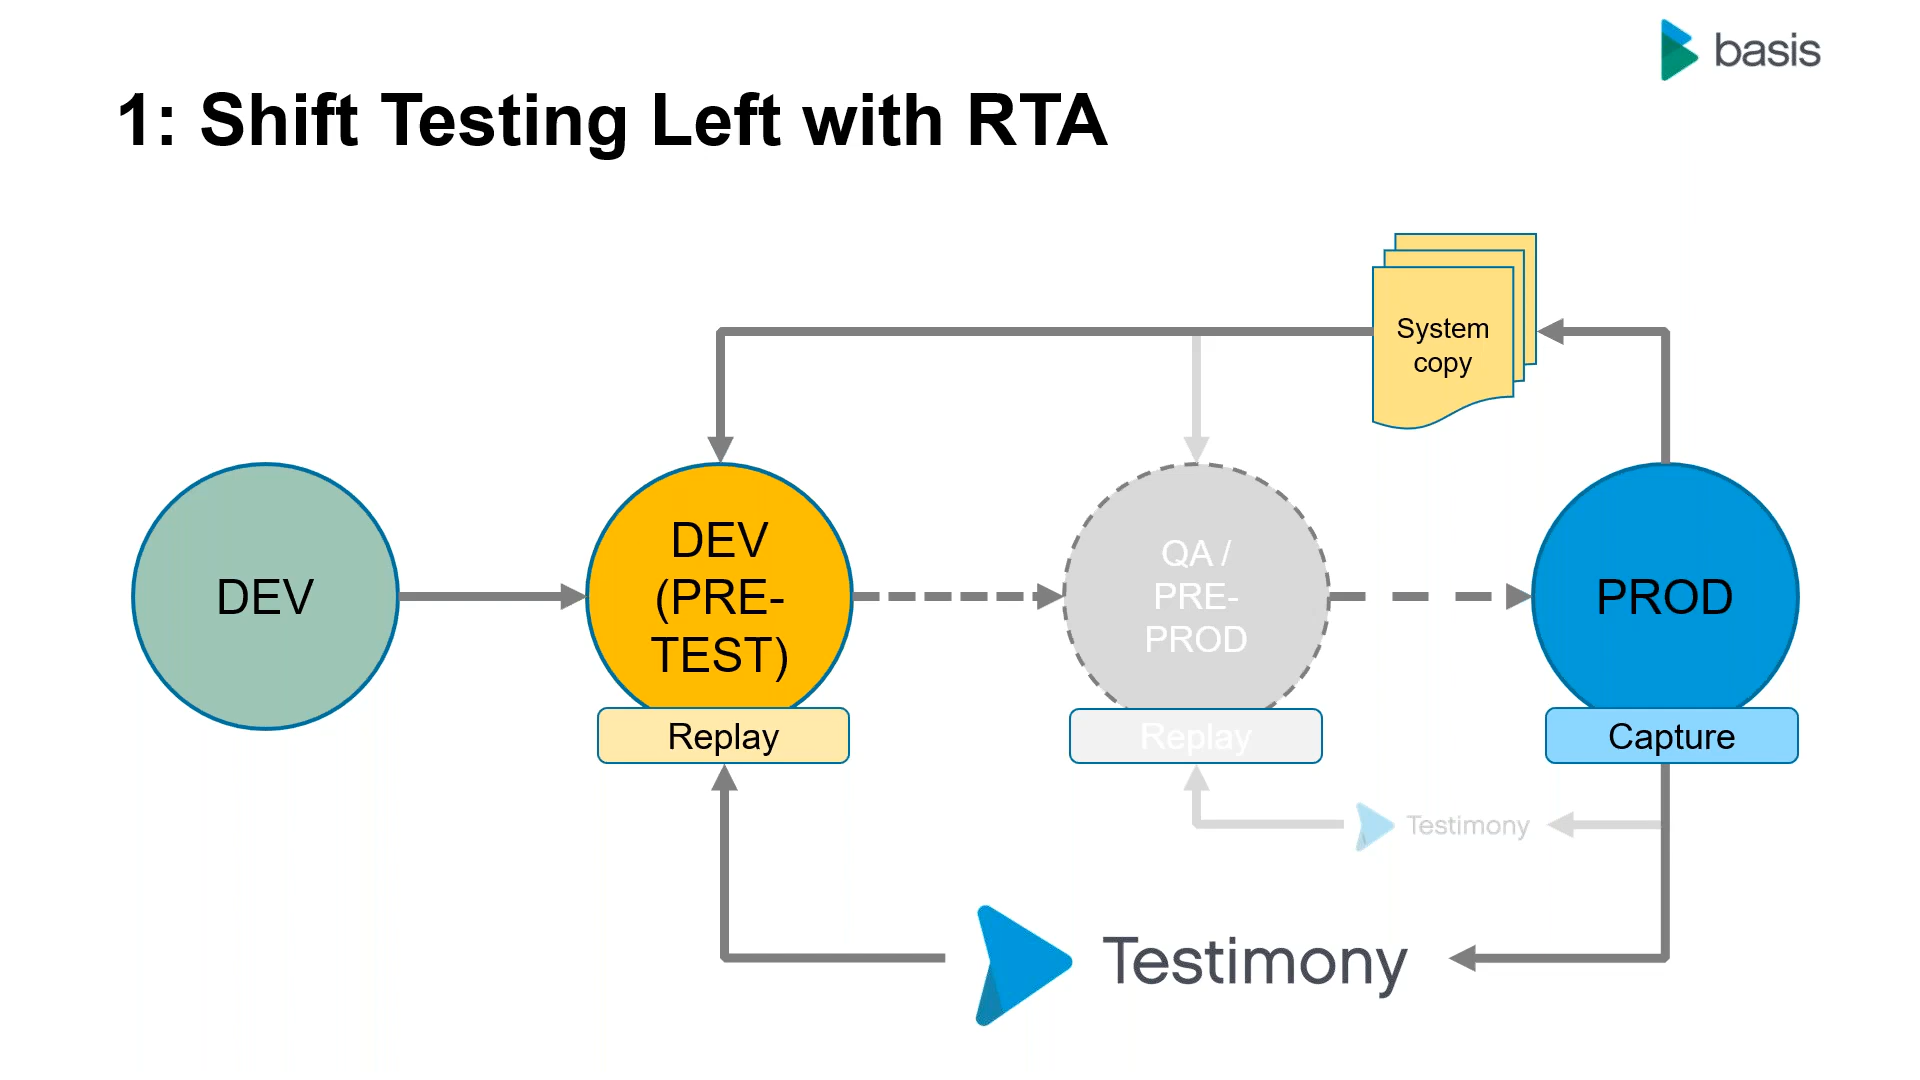 basis
1: Shift Testing Left with RTA
System
copy
DEV
DEV
(PRE-
TEST)
QA /
PRE-
PROD
PROD
Replay
Replay
Capture
Testimony
Testimony